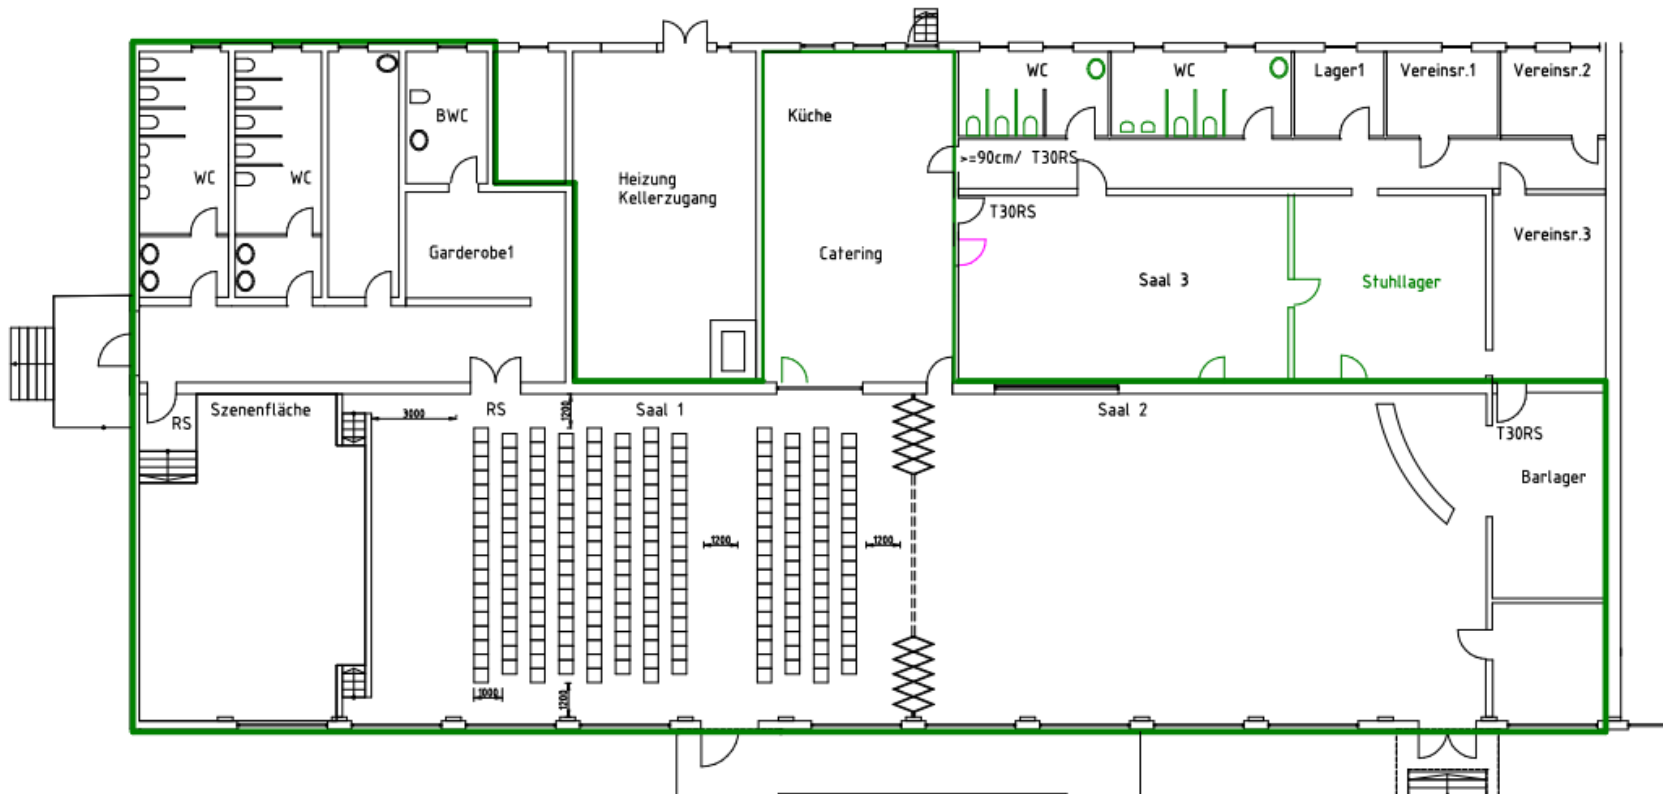 WC
WC
Lager1
Vereinsr.1
Vereinsr.2
BWC
Küche
>=90cm/ T30RS
WC
WC
Heizung
Kellerzugang
T30RS
Garderobe1
Catering
Vereinsr.3
Saal 3
Stuhllager
Szenenfläche
3000
RS
1200
Saal 1
Saal 2
RS
T30RS
Barlager
1200
1200
1000
1200